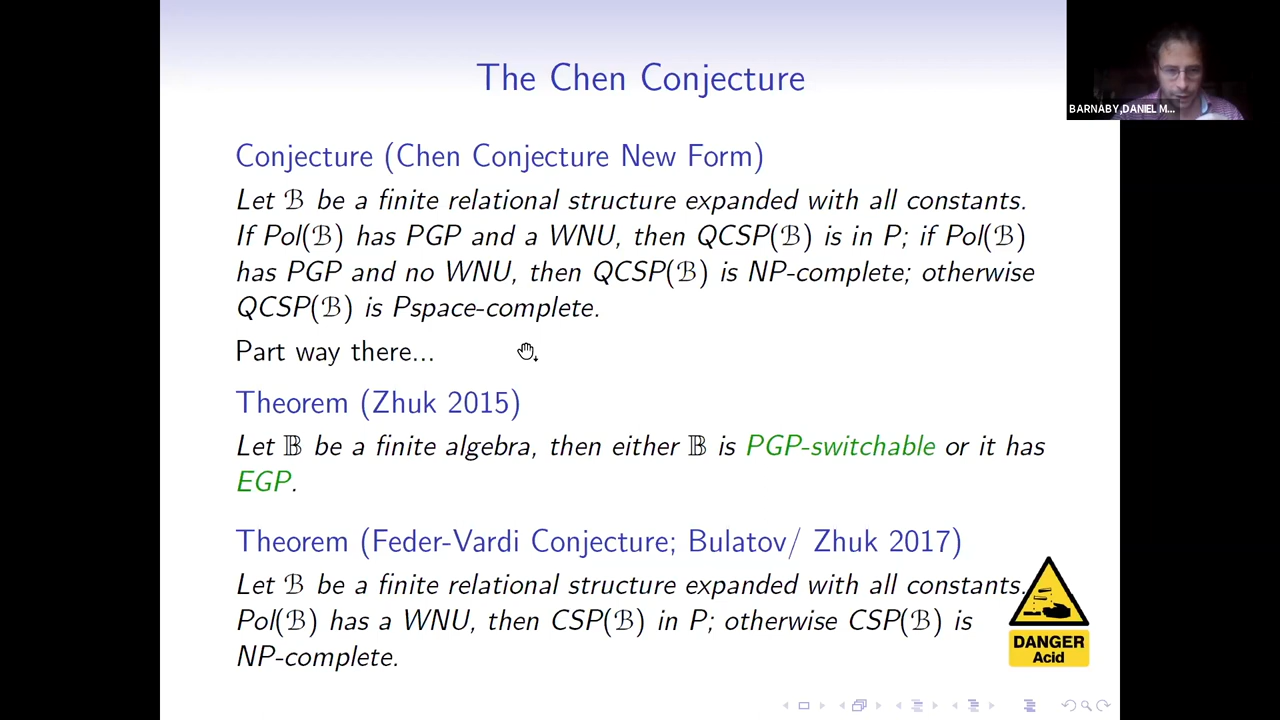 The Chen Conjecture
BARNABY,DANIEL M...
Conjecture (Chen Conjecture New Form)
Let ℬ be a finite relational structure expanded with all constants.
If Pol(ℬ) has PGP and a WNU, then QCSP(ℬ) is in P; if Pol(ℬ)
has PGP and no WNU, then QCSP(ℬ) is NP-complete; otherwise
QCSP(ℬ) is Pspace-complete.
Part way there...
Theorem (Zhuk 2015)
Let 𝔹 be a finite algebra, then either 𝔹 is PGP-switchable or it has
EGP.
Theorem (Feder-Vardi Conjecture; Bulatov/ Zhuk 2017)
Let ℬ be a finite relational structure expanded with all constants.
Pol(ℬ) has a WNU, then CSP(ℬ) in P; otherwise CSP(ℬ) is
NP-complete.
DANGER
Acid